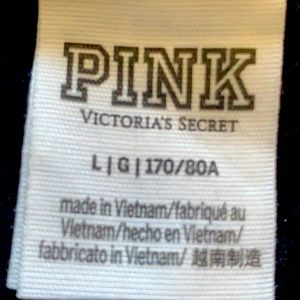 PINK
VICTORIA'S SECRET
L | G | 170/80A
made in Vietnam/fabriqué au
Vietnam/hecho en Vietnam/
fabbricato in Vietnam/ 越南制造